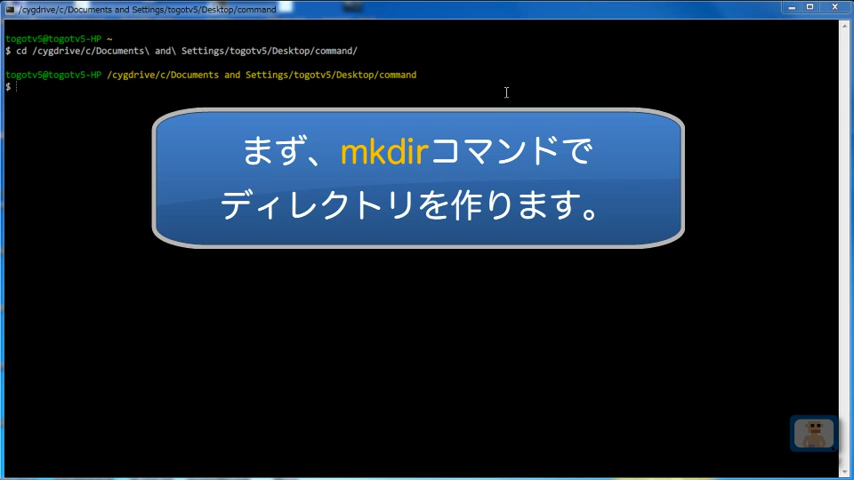 /cygdrive/c/Documents and Settings/togotv5/Desktop/command
togotv5@togotv5-HP ~
$ cd /cygdrive/c/Documents\ and\ Settings/togotv5/Desktop/command/
togotv5@togotv5-HP /cygdrive/c/Documents and Settings/togotv5/Desktop/command
$
まず、mkdirコマンドで
ディレクトリを作ります。